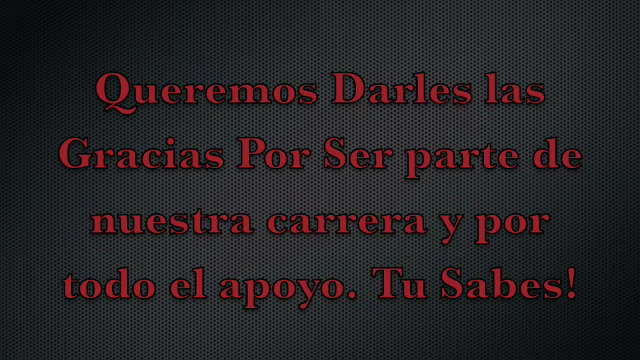 Queremos Darles las
Gracias Por Ser parte de
nuestra carrera y por
todo el apoyo. Tu Sabes!